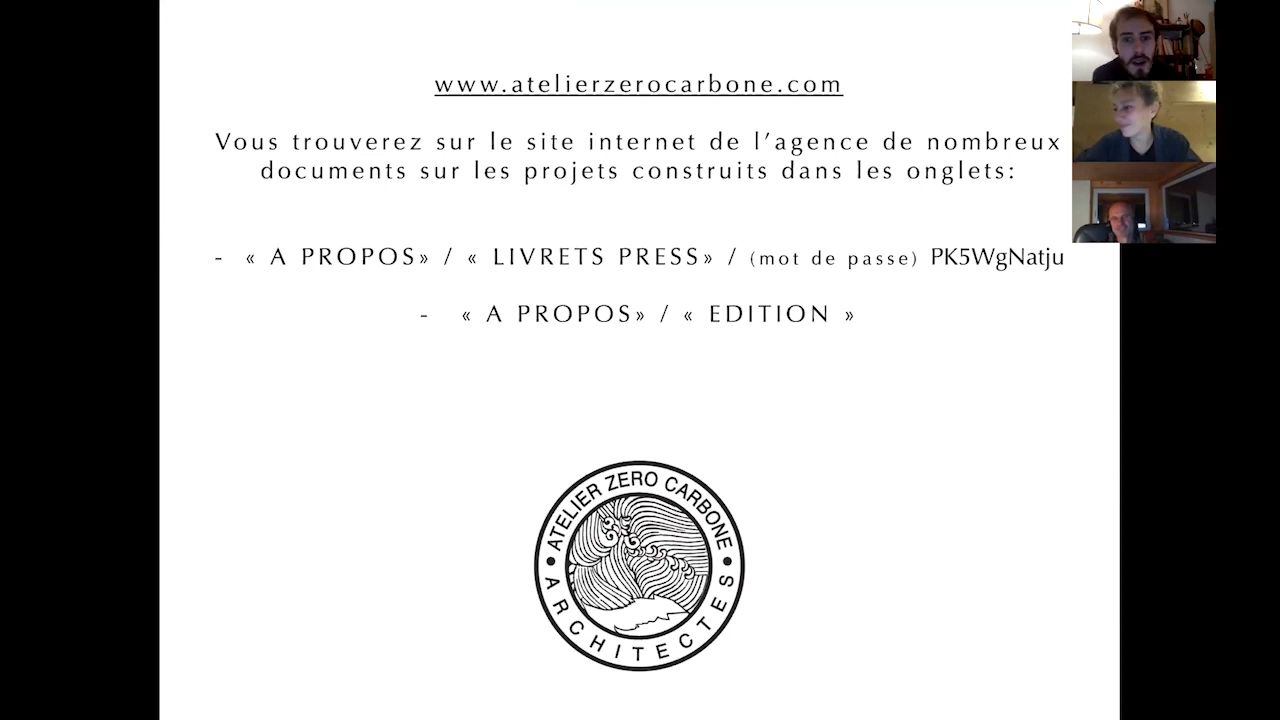 www.atelierzerocarbone.com
Vous trouverez sur le site internet de l’agence de nombreux
documents sur les projets construits dans les onglets:
- « A PROPOS» / « LIVRETS PRESS» / (mot de passe) PK5WgNatju
- « A PROPOS» / « EDITION »
• ATELIER ZERO CARBONE •
ARCHITECTES